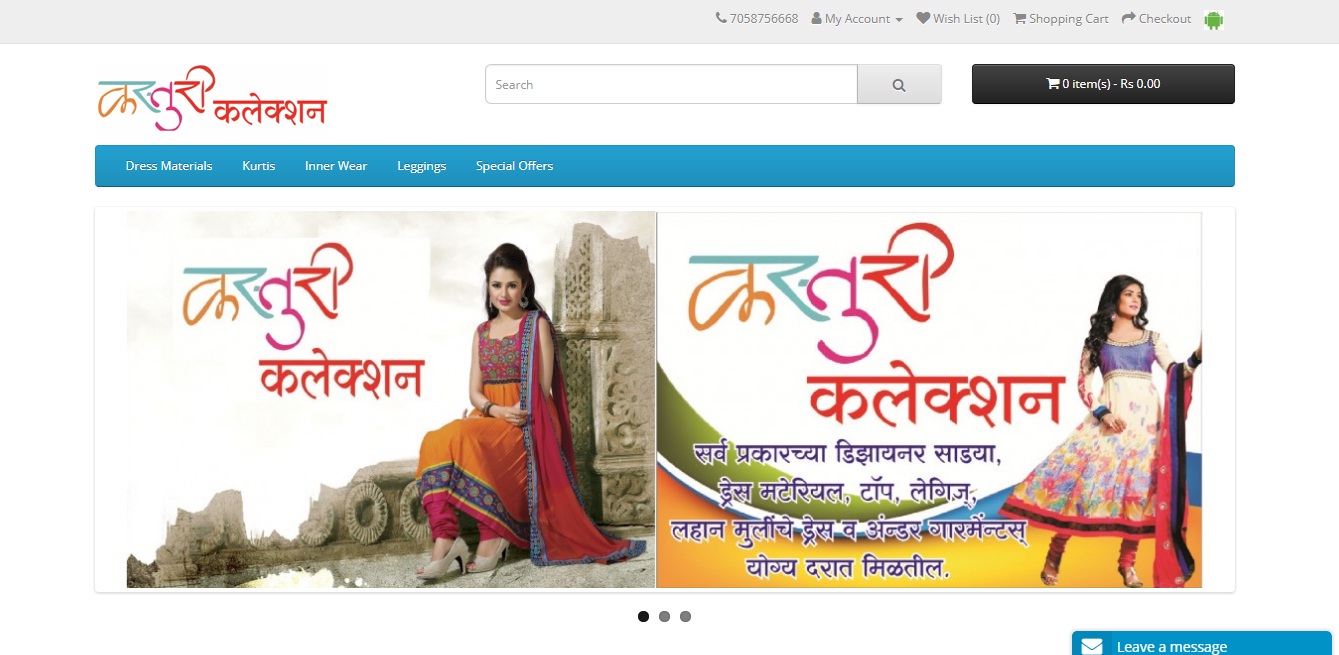 7058756668 My Account Wish List (0) Shopping Cart Checkout
कस्तुरी कलेक्शन
Search
0 item(s) - Rs 0.00
Dress Materials Kurtis Inner Wear Leggings Special Offers
कस्तुरी
कलेक्शन
कस्तुरी
कलेक्शन
सर्व प्रकारच्या डिझायनर साडया,
ड्रेस मटेरियल, टॉप, लेगिज्,
लहान मुलींचे ड्रेस व अंन्डर गारमेंन्टस्
योग्य दरात मिळतील.
Leave a message